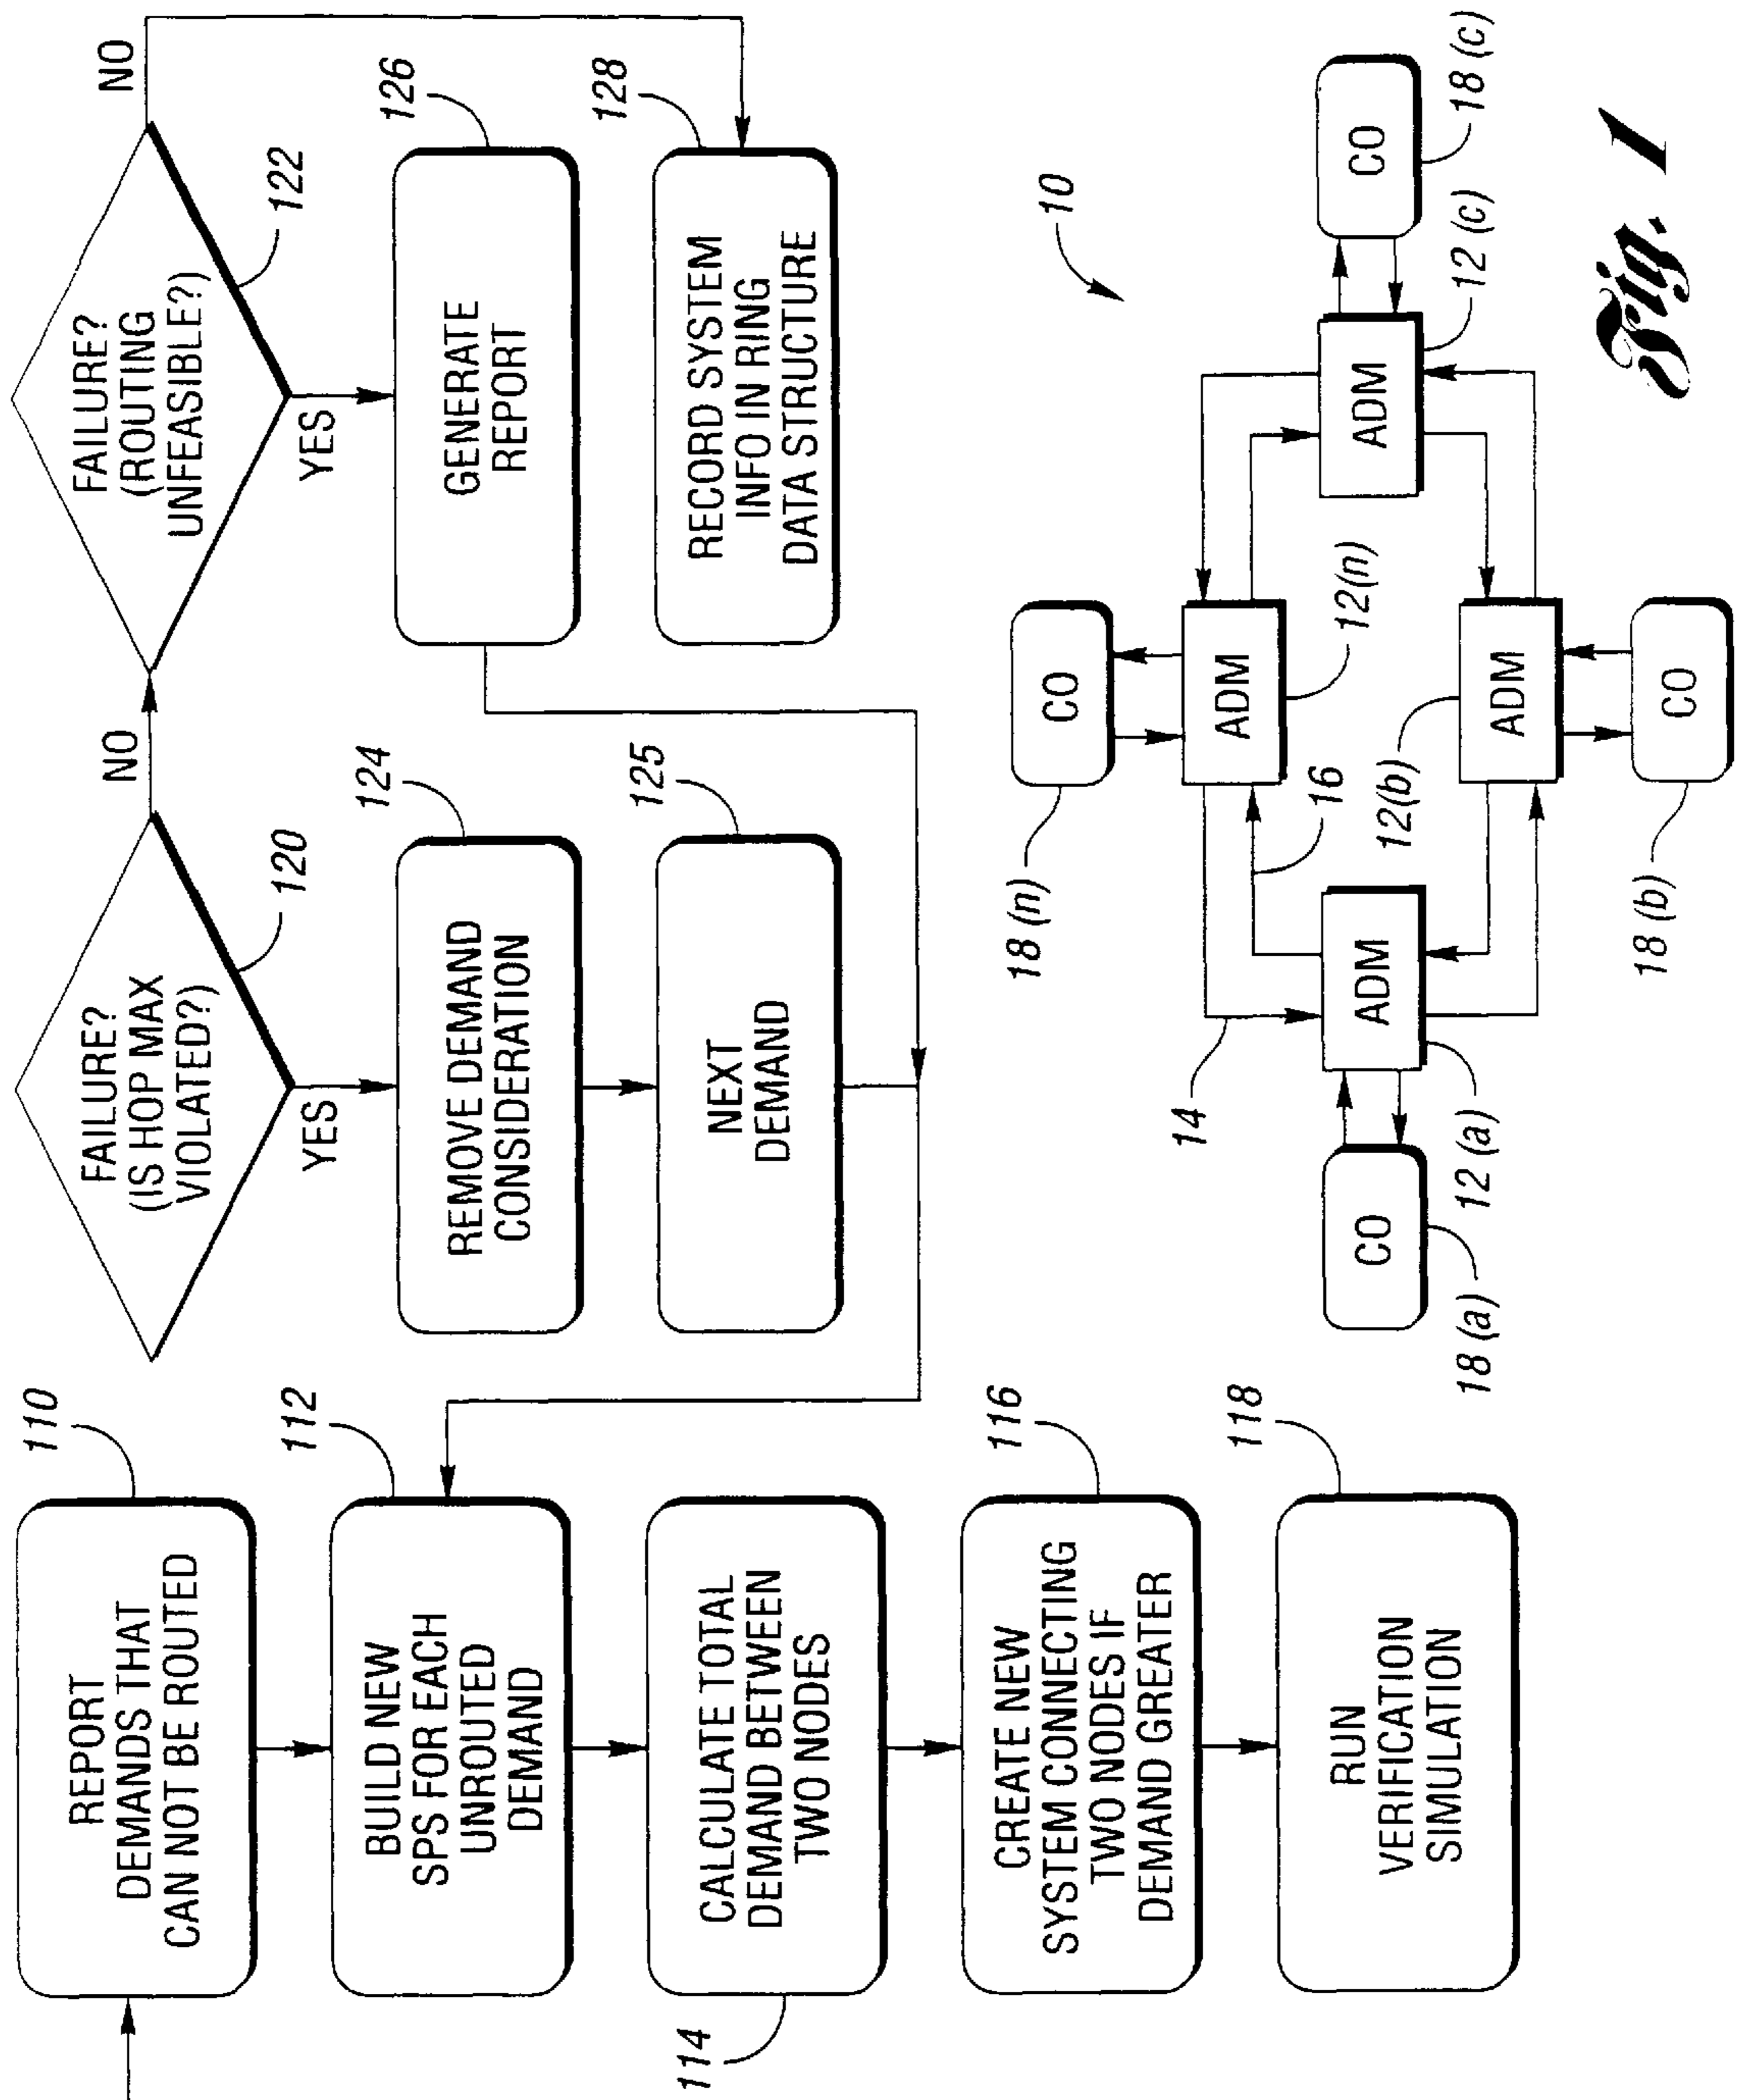 110
REPORT
DEMANDS THAT
CAN NOT BE ROUTED
112
BUILD NEW
SPS FOR EACH
UNROUTED
DEMAND
114
CALCULATE TOTAL
DEMAND BETWEEN
TWO NODES
116
CREATE NEW
SYSTEM CONNECTING
TWO NODES IF
DEMAND GREATER
118
RUN
VERIFICATION
SIMULATION
FAILURE?
(IS HOP MAX
VIOLATED?)
120
NO
YES
124
REMOVE DEMAND
CONSIDERATION
125
NEXT
DEMAND
FAILURE?
(ROUTING
UNFEASIBLE?)
122
NO
YES
126
GENERATE
REPORT
128
RECORD SYSTEM
INFO IN RING
DATA STRUCTURE
10
18 (n)
CO
ADM
12(n)
14
16
CO
18 (a)
ADM
12 (a)
12(b)
ADM
CO
18 (b)
ADM
12 (c)
CO
18 (c)
Fig. 1